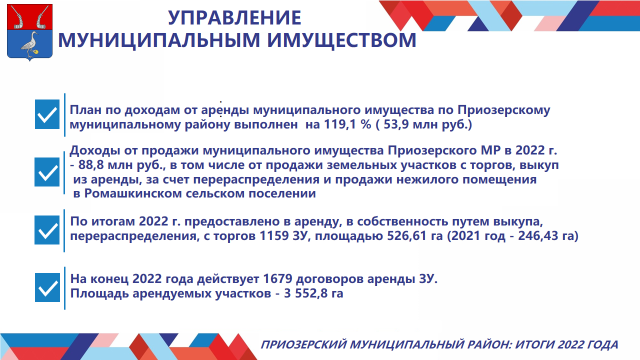 УПРАВЛЕНИЕ
МУНИЦИПАЛЬНЫМ ИМУЩЕСТВОМ
План по доходам от аренды муниципального имущества по Приозерскому
муниципальному району выполнен на 119,1 % ( 53,9 млн руб.)
Доходы от продажи муниципального имущества Приозерского МР в 2022 г.
- 88,8 млн руб., в том числе от продажи земельных участков с торгов, выкуп
из аренды, за счет перераспределения и продажи нежилого помещения
в Ромашкинском сельском поселении
По итогам 2022 г. предоставлено в аренду, в собственность путем выкупа,
перераспределения, с торгов 1159 ЗУ, площадью 526,61 га (2021 год - 246,43 га)
На конец 2022 года действует 1679 договоров аренды ЗУ.
Площадь арендуемых участков - 3 552,8 га
ПРИОЗЕРСКИЙ МУНИЦИПАЛЬНЫЙ РАЙОН: ИТОГИ 2022 ГОДА